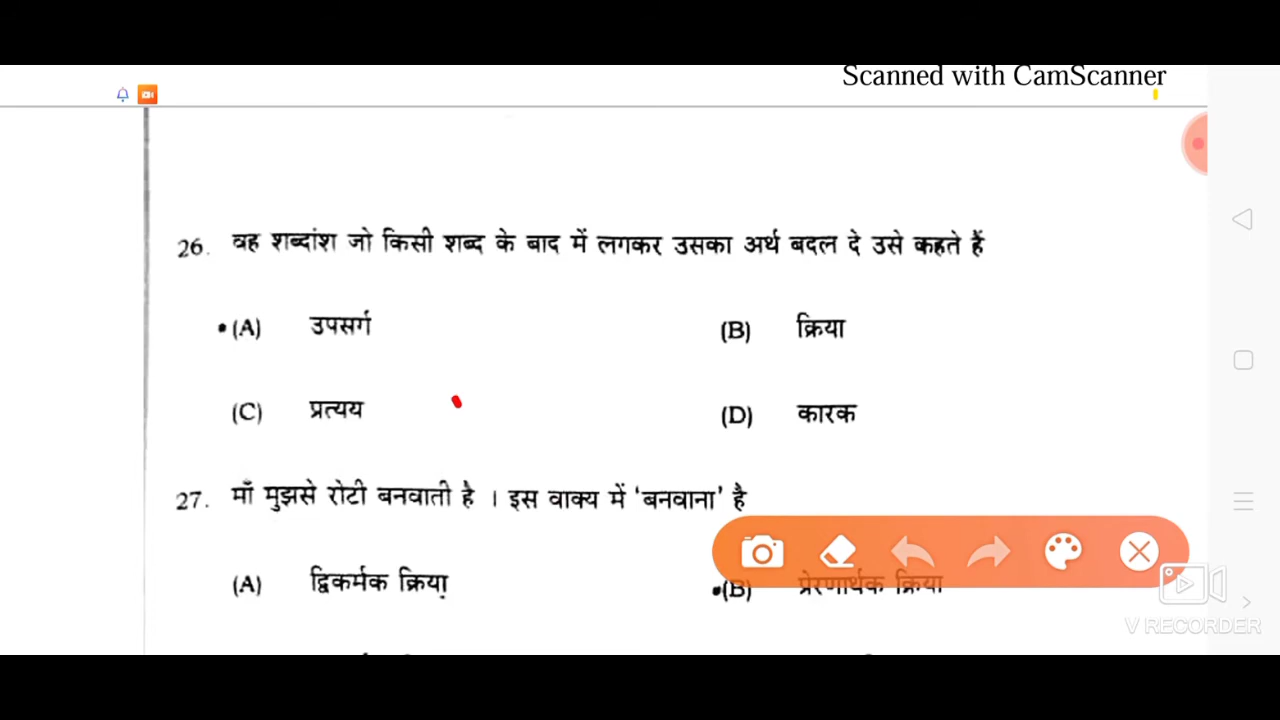 Scanned with CamScanner
26. वह शब्दांश जो किसी शब्द के बाद में लगकर उसका अर्थ बदल दे उसे कहते हैं
(A) उपसर्ग (B) क्रिया
(C) प्रत्यय (D) कारक
27. माँ मुझसे रोटी बनवाती है । इस वाक्य में ‘बनवाना’ है
(A) द्विकर्मक क्रिया (B) प्रेरणार्थक क्रिया
V RECORDER